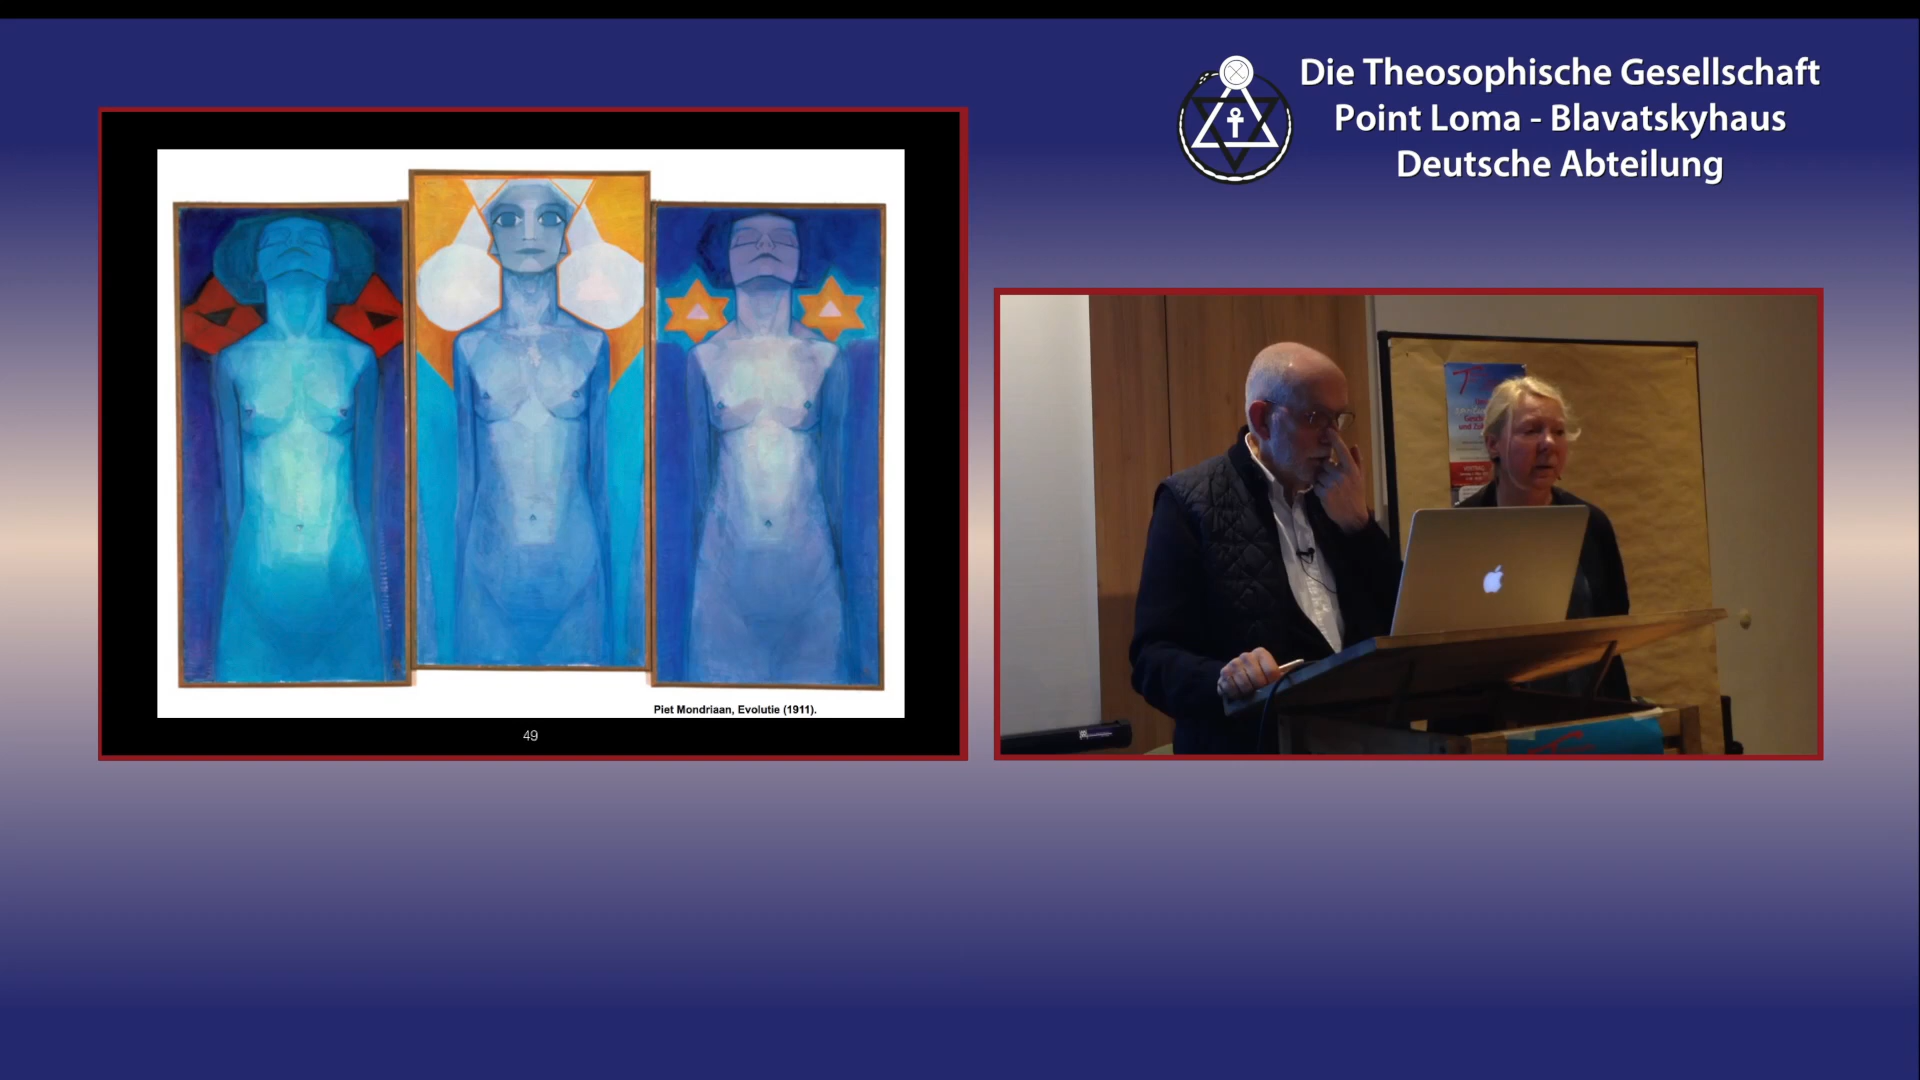 Die Theosophische Gesellschaft
Point Loma - Blavatskyhaus
Deutsche Abteilung
Piet Mondriaan, Evolutie (1911).
49